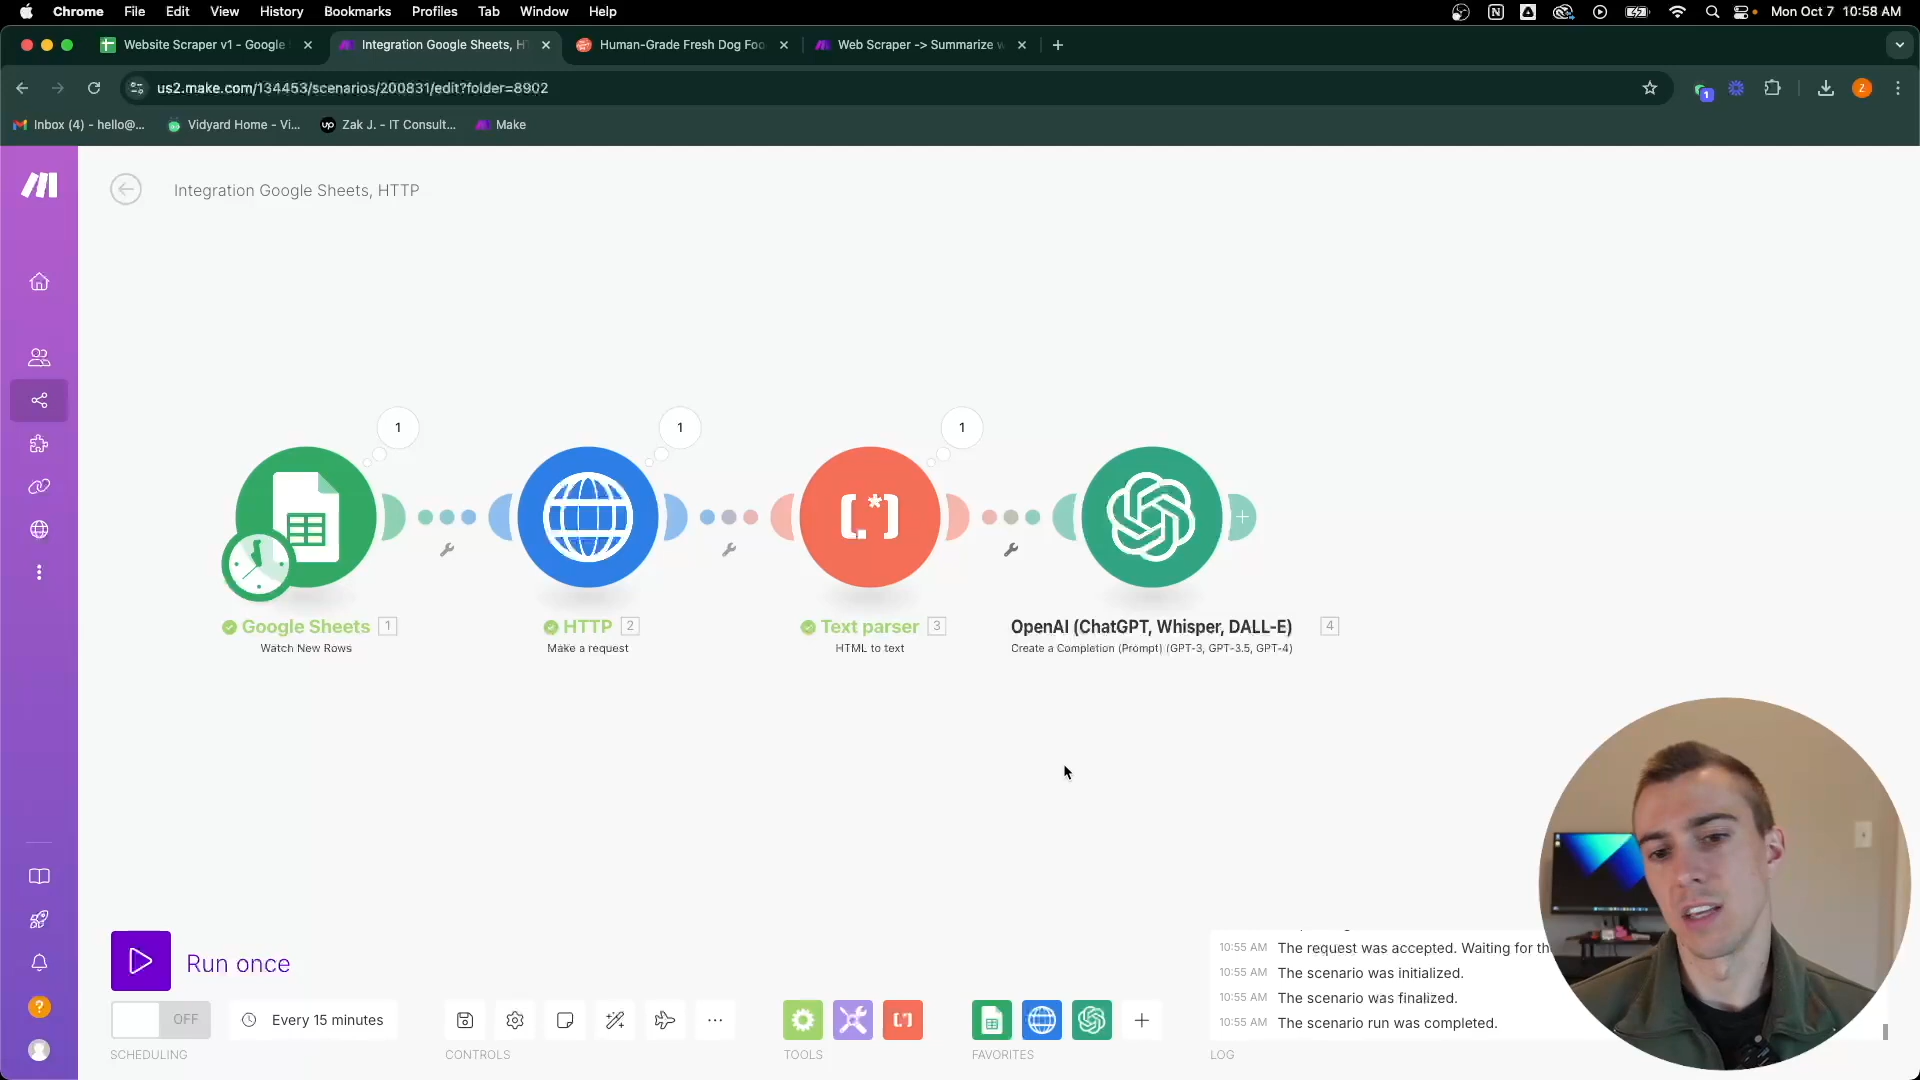 Chrome File Edit View History Bookmarks Profiles Tab Window Help Mon Oct 7 10:58 AM
Website Scraper v1 - Google Integration Google Sheets, H Human-Grade Fresh Dog Foo Web Scraper -> Summarize w
us2.make.com/134453/scenarios/200831/edit?folder=8902
1 Z
Inbox (4) - hello@... Vidyard Home - Vi... up Zak J. - IT Consult... Make
Integration Google Sheets, HTTP
1 1 1
[.*]
Google Sheets 1 HTTP 2 Text parser 3 OpenAI (ChatGPT, Whisper, DALL-E) 4
Watch New Rows Make a request HTML to text Create a Completion (Prompt) (GPT-3, GPT-3.5, GPT-4)
Run once
10:55 AM The request was accepted. Waiting for th
10:55 AM The scenario was initialized.
10:55 AM The scenario was finalized.
10:55 AM The scenario run was completed.
OFF Every 15 minutes
SCHEDULING CONTROLS TOOLS FAVORITES LOG